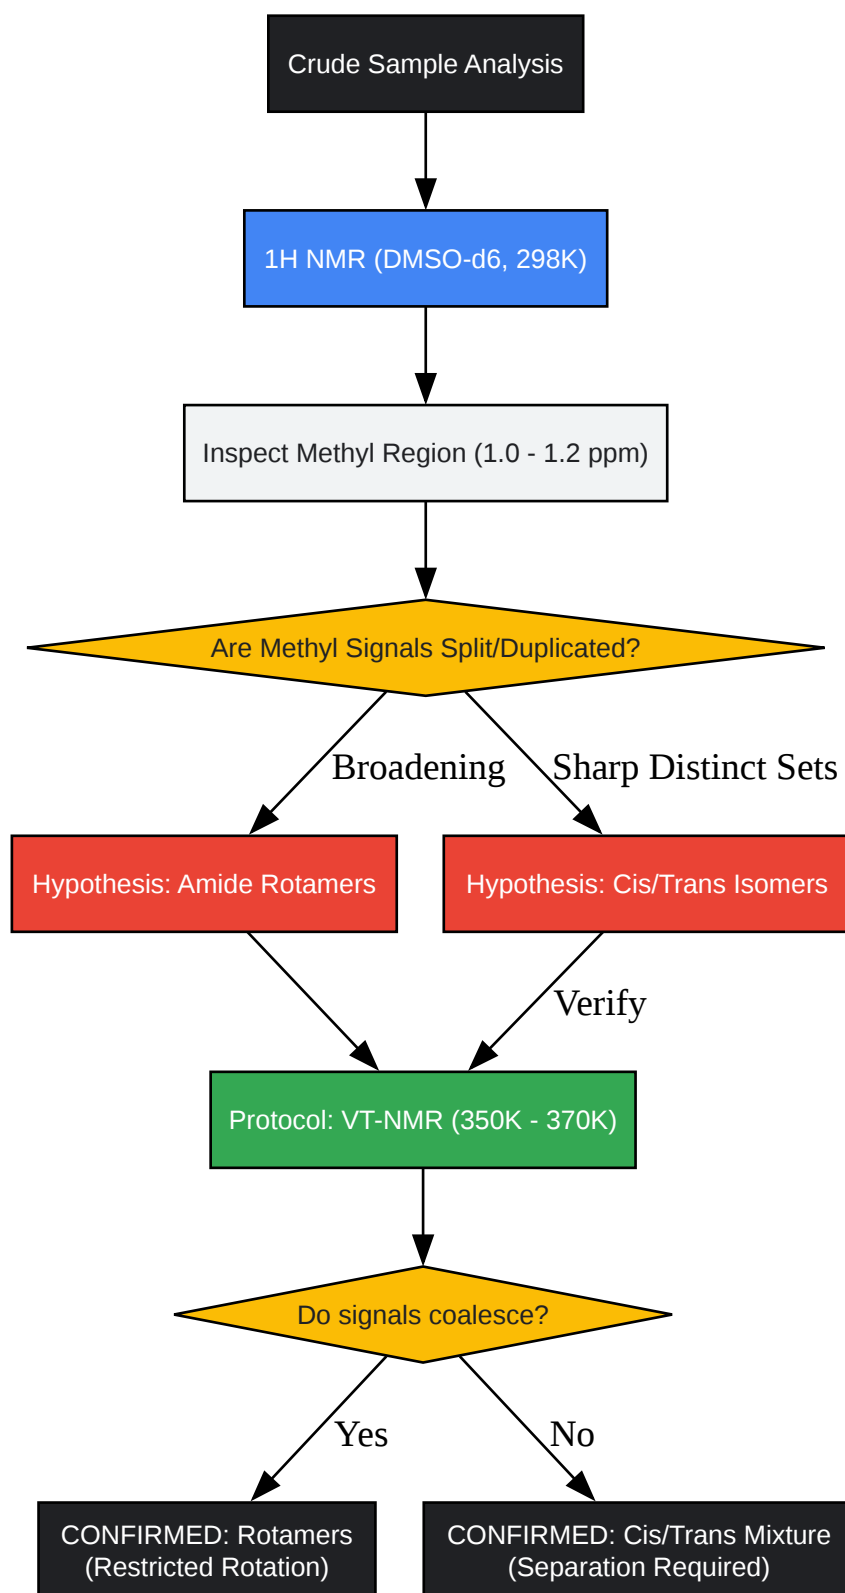 Crude Sample Analysis
1H NMR (DMSO-d6, 298K)
Inspect Methyl Region (1.0 - 1.2 ppm)
Are Methyl Signals Split/Duplicated?
Broadening
Sharp Distinct Sets
Hypothesis: Amide Rotamers
Hypothesis: Cis/Trans Isomers
Verify
Protocol: VT-NMR (350K - 370K)
Do signals coalesce?
Yes
No
CONFIRMED: Rotamers
(Restricted Rotation)
CONFIRMED: Cis/Trans Mixture
(Separation Required)